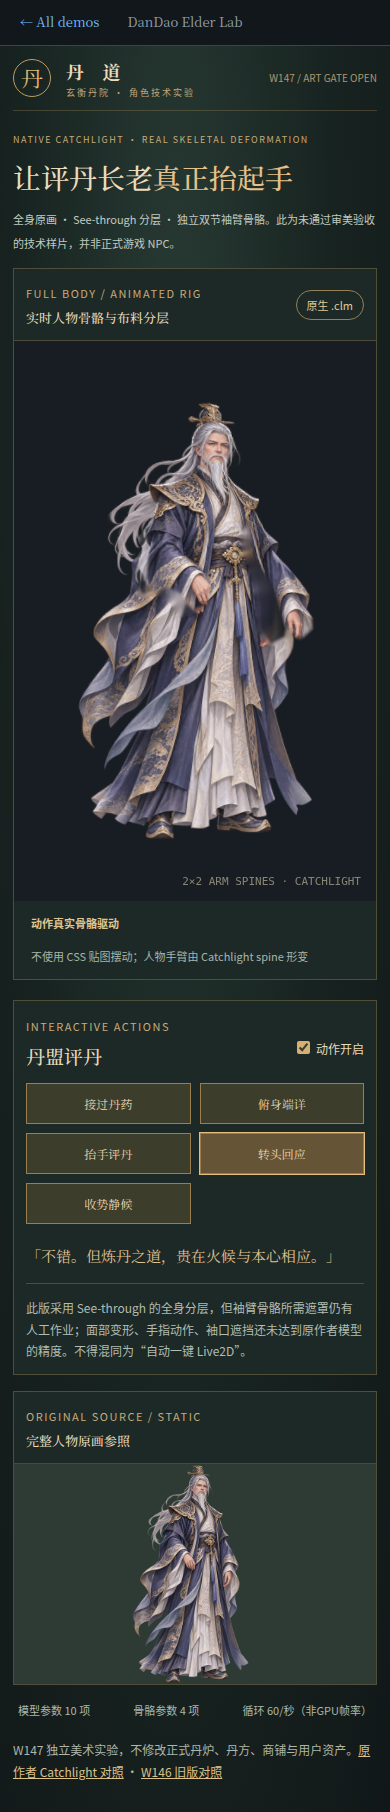 ← All demos DanDao Elder Lab
丹 丹 道
玄衡丹院 · 角色技术实验
W147 / ART GATE OPEN
NATIVE CATCHLIGHT · REAL SKELETAL DEFORMATION
让评丹长老真正抬起手
全身原画 · See-through 分层 · 独立双节袖臂骨骼。此为未通过审美验收
的技术样片，并非正式游戏 NPC。
FULL BODY / ANIMATED RIG
实时人物骨骼与布料分层
原生 .clm
2×2 ARM SPINES · CATCHLIGHT
动作真实骨骼驱动
不使用 CSS 贴图摆动；人物手臂由 Catchlight spine 形变
INTERACTIVE ACTIONS
丹盟评丹
动作开启
接过丹药 俯身端详
抬手评丹 转头回应
收势静候
「不错。但炼丹之道，贵在火候与本心相应。」
此版采用 See-through 的全身分层，但袖臂骨骼所需遮罩仍有
人工作业；面部变形、手指动作、袖口遮挡还未达到原作者模型
的精度。不得混同为“自动一键 Live2D”。
ORIGINAL SOURCE / STATIC
完整人物原画参照
模型参数 10 项 骨骼参数 4 项 循环 60/秒（非GPU帧率）
W147 独立美术实验，不修改正式丹炉、丹方、商铺与用户资产。原
作者 Catchlight 对照 · W146 旧版对照